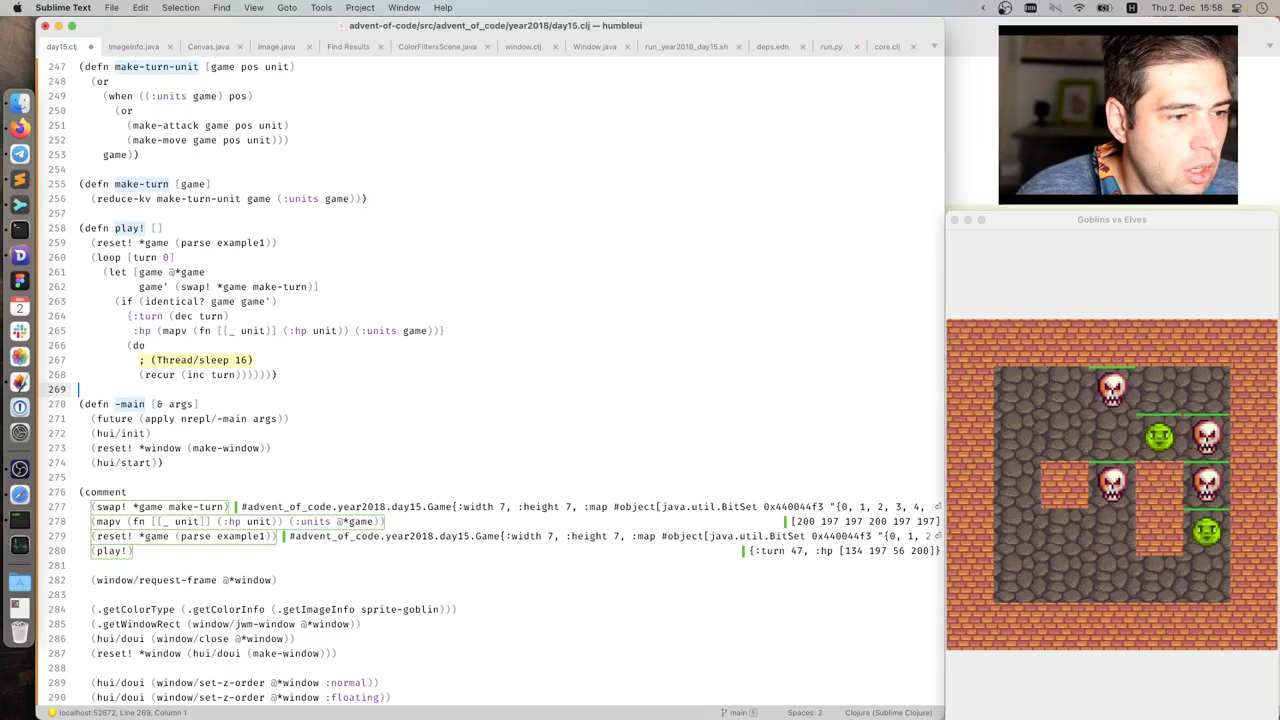 Sublime Text File Edit Selection Find View Goto Tools Project Window Help
Thu 2. 12. 15:58
advent-of-code/src/advent_of_code/year2018/day15.clj — humbleui
day15.clj ImageInfo.java Canvas.java Image.java Find Results ColorFiltersScene.java window.clj Window.java run_year2018_day15.sh deps.edn run.py core.clj
247 (defn make-turn-unit [game pos unit]
248 (or
249 (when ((:units game) pos)
250 (or
251 (make-attack game pos unit)
252 (make-move game pos unit)))
253 game))
254
255 (defn make-turn [game]
256 (reduce-kv make-turn-unit game (:units game)))
257
258 (defn play! []
259 (reset! *game (parse example1))
260 (loop [turn 0]
261 (let [game @*game
262 game' (swap! *game make-turn)]
263 (if (identical? game game')
264 {:turn (dec turn)
265 :hp (mapv (fn [[_ unit]] (:hp unit)) (:units game))}
266 (do
267 ; (Thread/sleep 16)
268 (recur (inc turn))))))
269
270 (defn -main [& args]
271 (future (apply nrepl/-main args))
272 (hui/init)
273 (reset! *window (make-window))
274 (hui/start))
275
276 (comment
277 (swap! *game make-turn) #advent_of_code.year2018.day15.Game{:width 7, :height 7, :map #object[java.util.BitSet 0x440044f3 "{0, 1, 2, 3, 4,
278 (mapv (fn [[_ unit]] (:hp unit)) (:units @*game)) [200 197 197 200 197 197]
279 (reset! *game (parse example1)) #advent_of_code.year2018.day15.Game{:width 7, :height 7, :map #object[java.util.BitSet 0x440044f3 "{0, 1, 2
280 (play!) {:turn 47, :hp [134 197 56 200]}
281
282 (window/request-frame @*window)
283
284 (.getColorType (.getColorInfo (.getImageInfo sprite-goblin)))
285 (.getWindowRect (window/jwm-window @*window))
286 (hui/doui (window/close @*window))
287 (reset! *window (hui/doui (make-window)))
288
289 (hui/doui (window/set-z-order @*window :normal))
290 (hui/doui (window/set-z-order @*window :floating))
localhost:52672, Line 269, Column 1 main Spaces: 2 Clojure (Sublime Clojure)
Goblins vs Elves
DEC
2